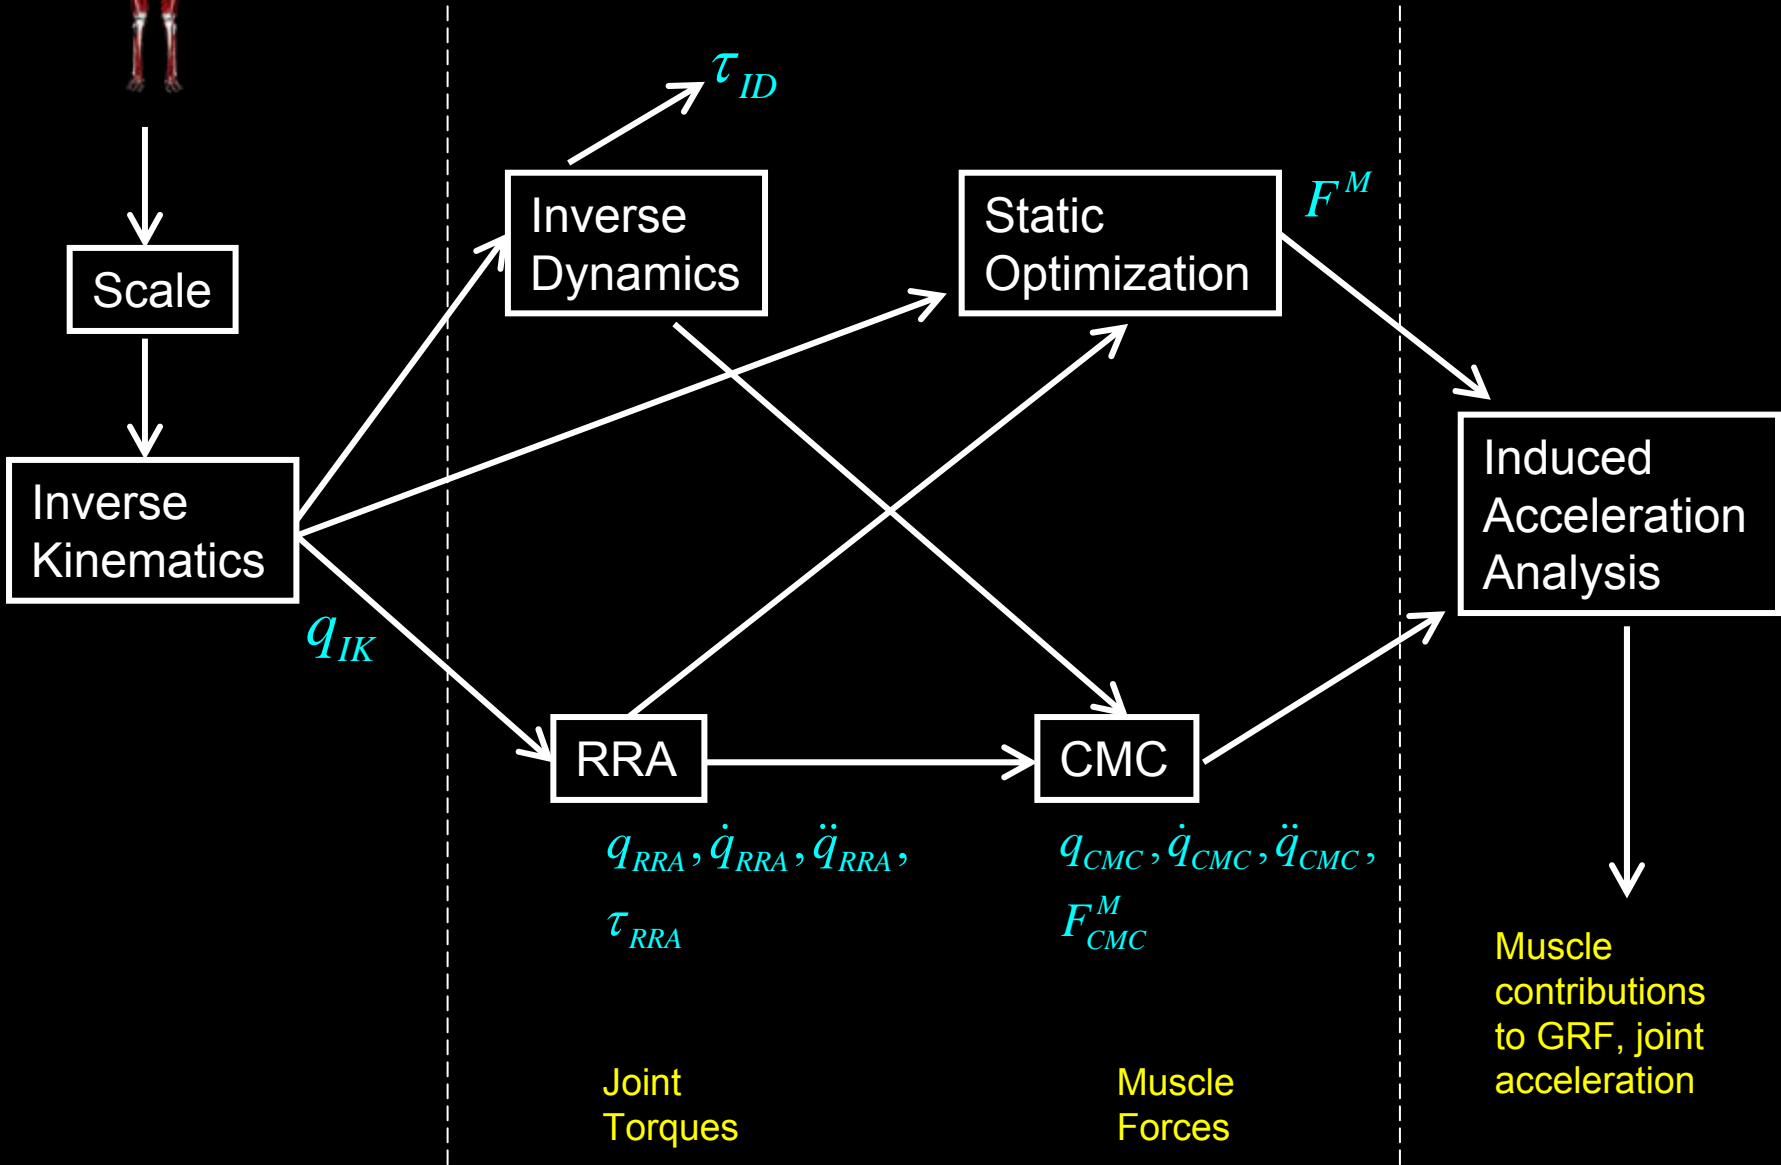 τ_ID
Inverse
Dynamics
Static
Optimization
F^M
Scale
Inverse
Kinematics
q_IK
Induced
Acceleration
Analysis
RRA
CMC
q_RRA, q̇_RRA, q̈_RRA,
τ_RRA
q_CMC, q̇_CMC, q̈_CMC,
F^M_CMC
Muscle
contributions
to GRF, joint
acceleration
Joint
Torques
Muscle
Forces